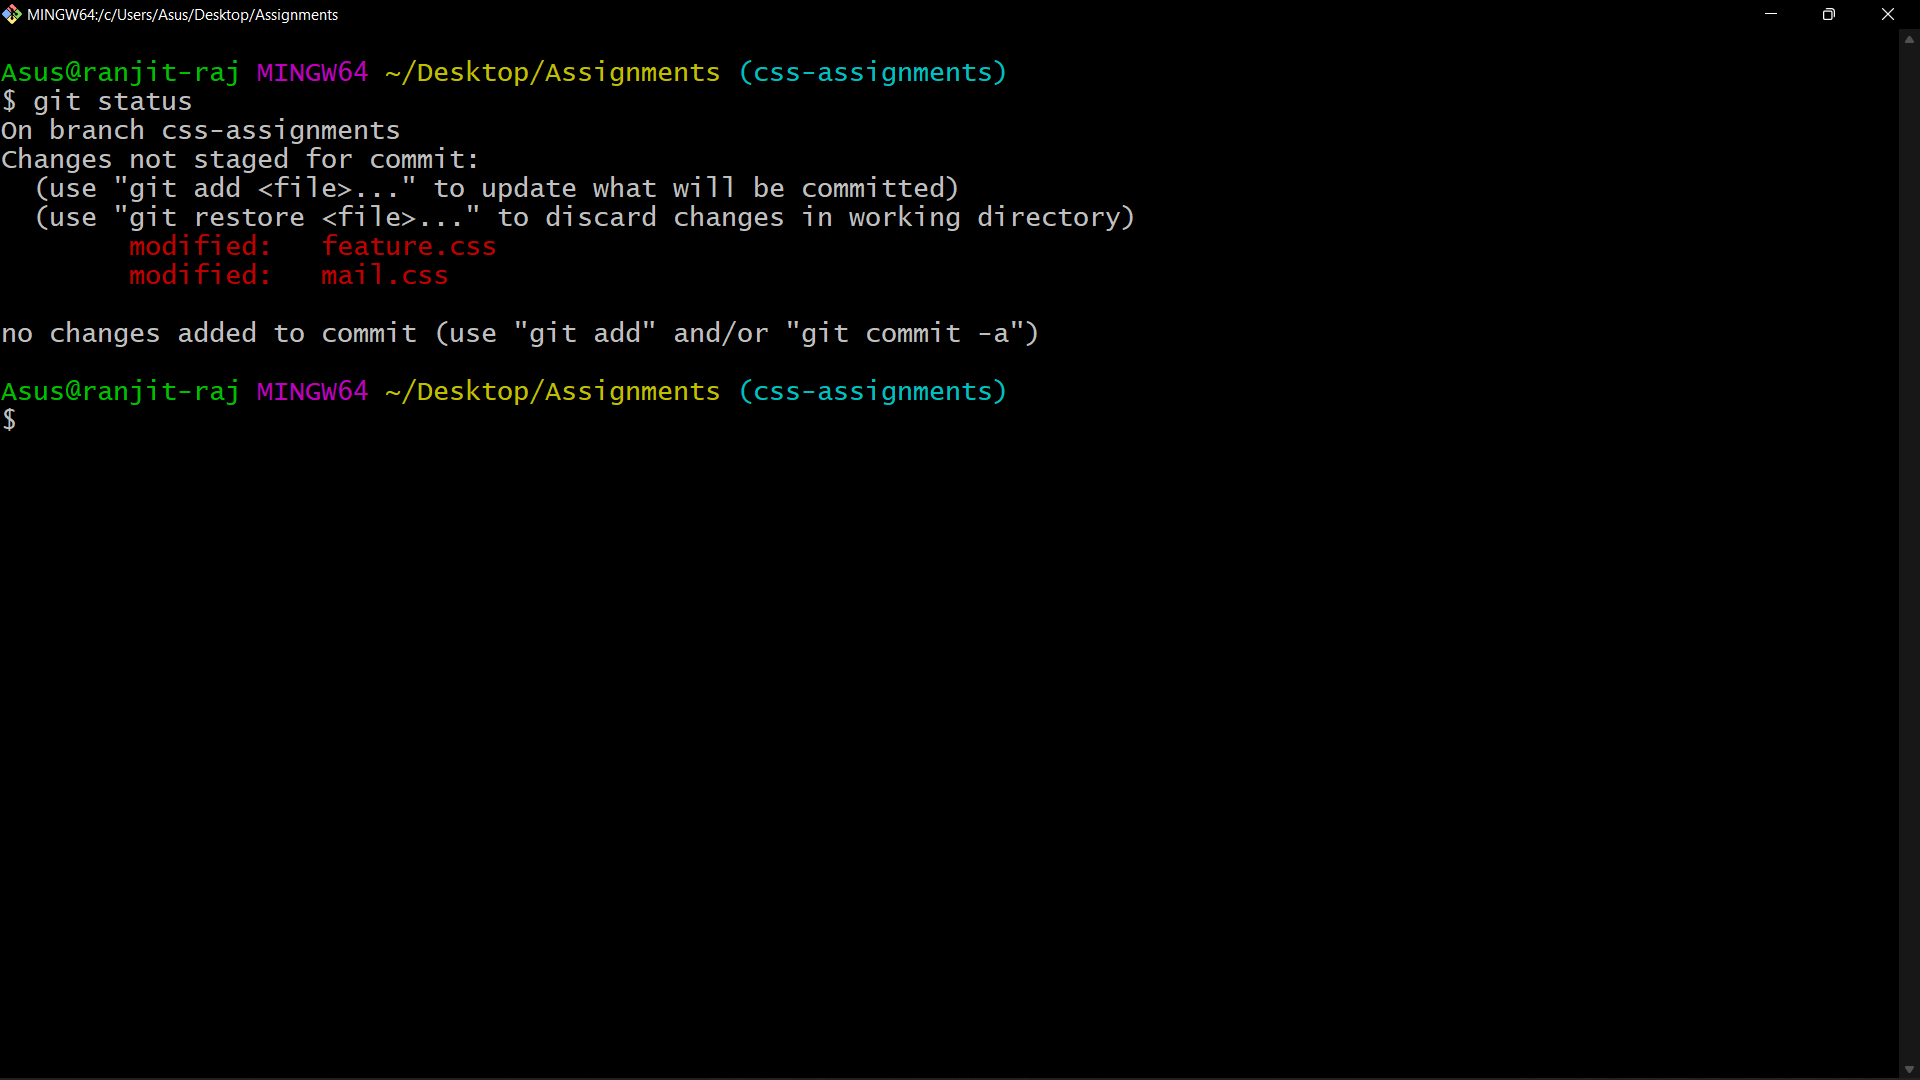 MINGW64:/c/Users/Asus/Desktop/Assignments
Asus@ranjit-raj MINGW64 ~/Desktop/Assignments (css-assignments)
$ git status
On branch css-assignments
Changes not staged for commit:
  (use "git add <file>..." to update what will be committed)
  (use "git restore <file>..." to discard changes in working directory)
        modified:   feature.css
        modified:   mail.css
no changes added to commit (use "git add" and/or "git commit -a")
Asus@ranjit-raj MINGW64 ~/Desktop/Assignments (css-assignments)
$